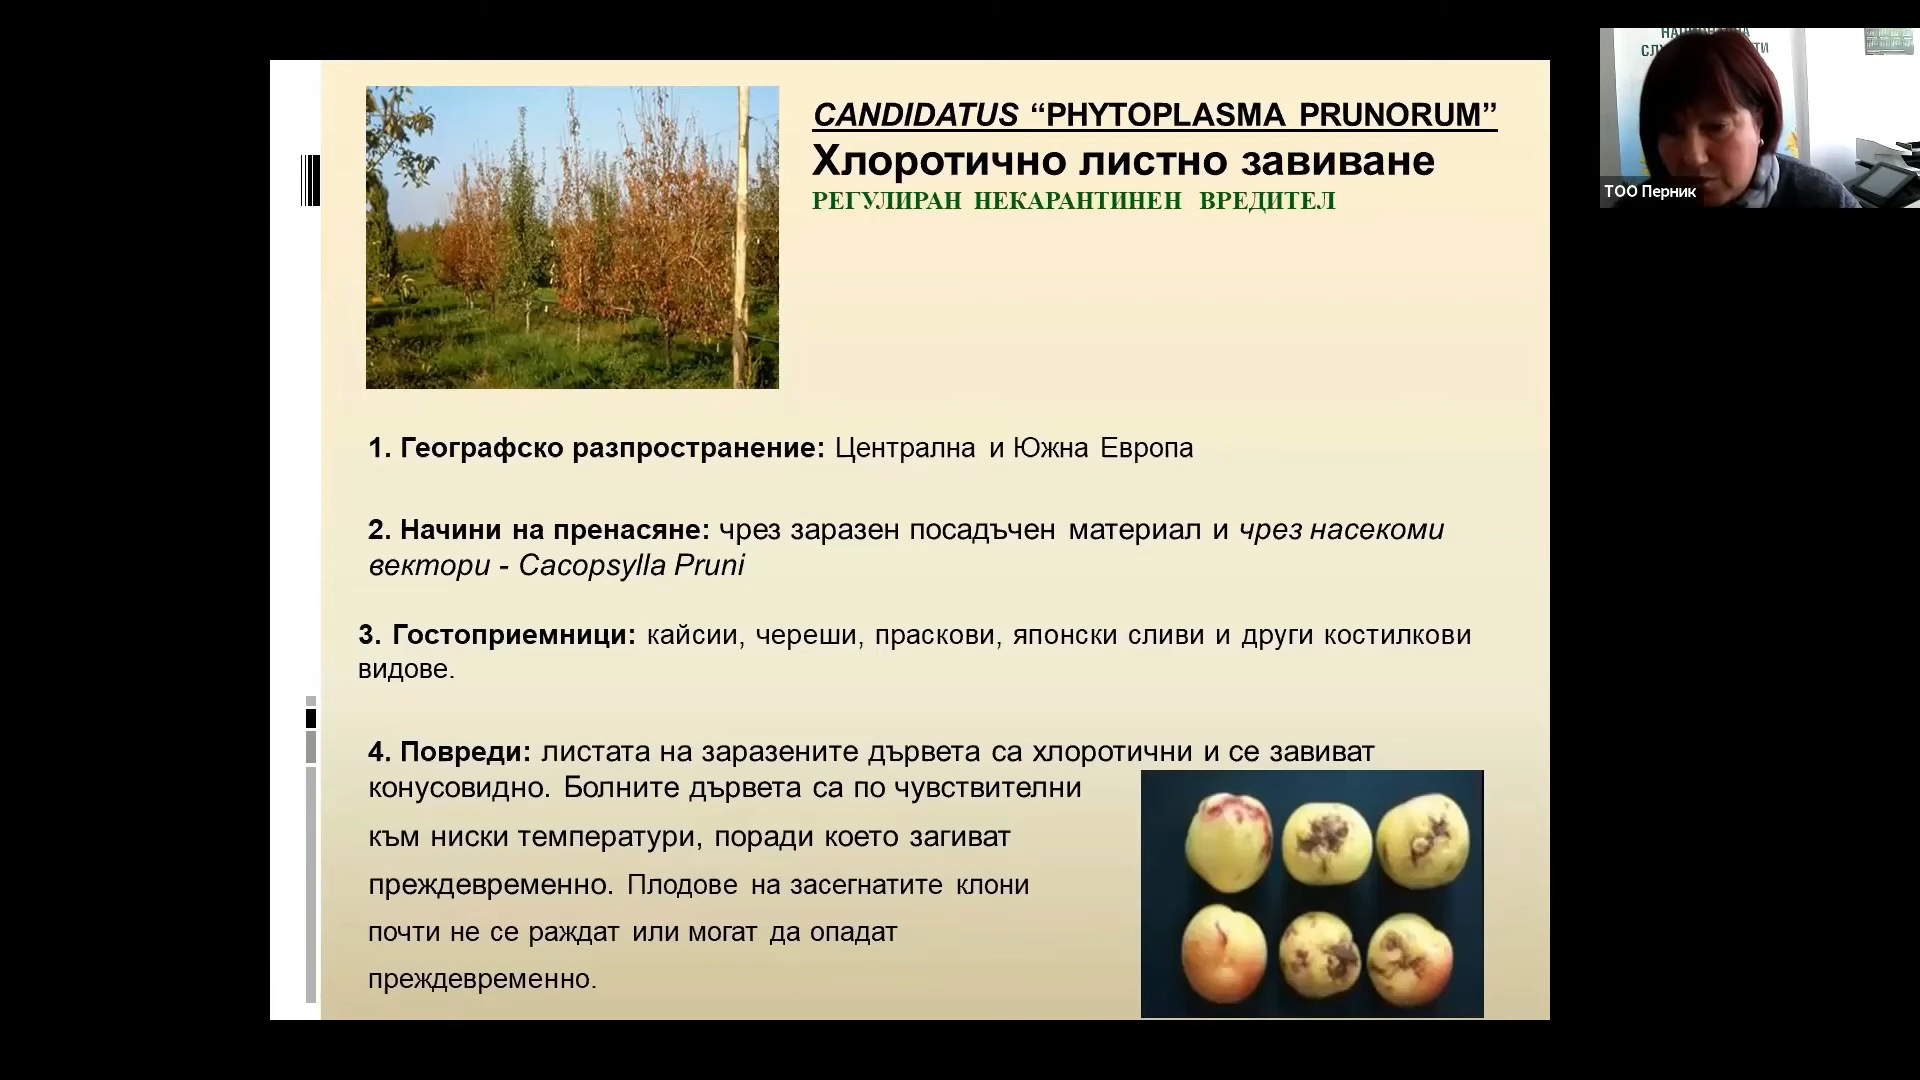 CANDIDATUS “PHYTOPLASMA PRUNORUM”
Хлоротично листно завиване
РЕГУЛИРАН НЕКАРАНТИНЕН ВРЕДИТЕЛ
1. Географско разпространение: Централна и Южна Европа
2. Начини на пренасяне: чрез заразен посадъчен материал и чрез насекоми
вектори - Cacopsylla Pruni
3. Гостоприемници: кайсии, череши, праскови, японски сливи и други костилкови
видове.
4. Повреди: листата на заразените дървета са хлоротични и се завиват
конусовидно. Болните дървета са по чувствителни
към ниски температури, поради което загиват
преждевременно. Плодове на засегнатите клони
почти не се раждат или могат да опадат
преждевременно.
ТОО Перник